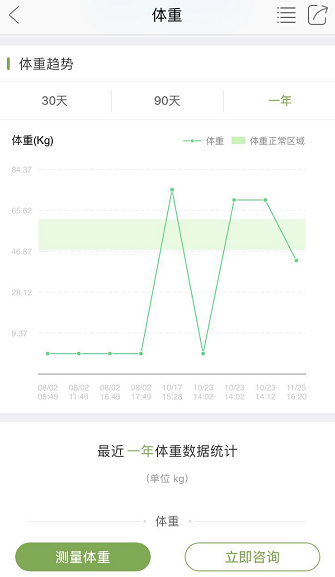 体重
体重趋势
30天 90天 一年
体重(Kg) 体重 体重正常区域
84.37
65.62
46.87
28.12
9.37
08/02 08/02 08/02 08/02 10/17 10/23 10/23 10/23 11/25
08:49 11:49 16:49 17:49 15:28 14:02 14:02 14:12 16:20
最近一年体重数据统计
(单位 kg)
体重
测量体重 立即咨询